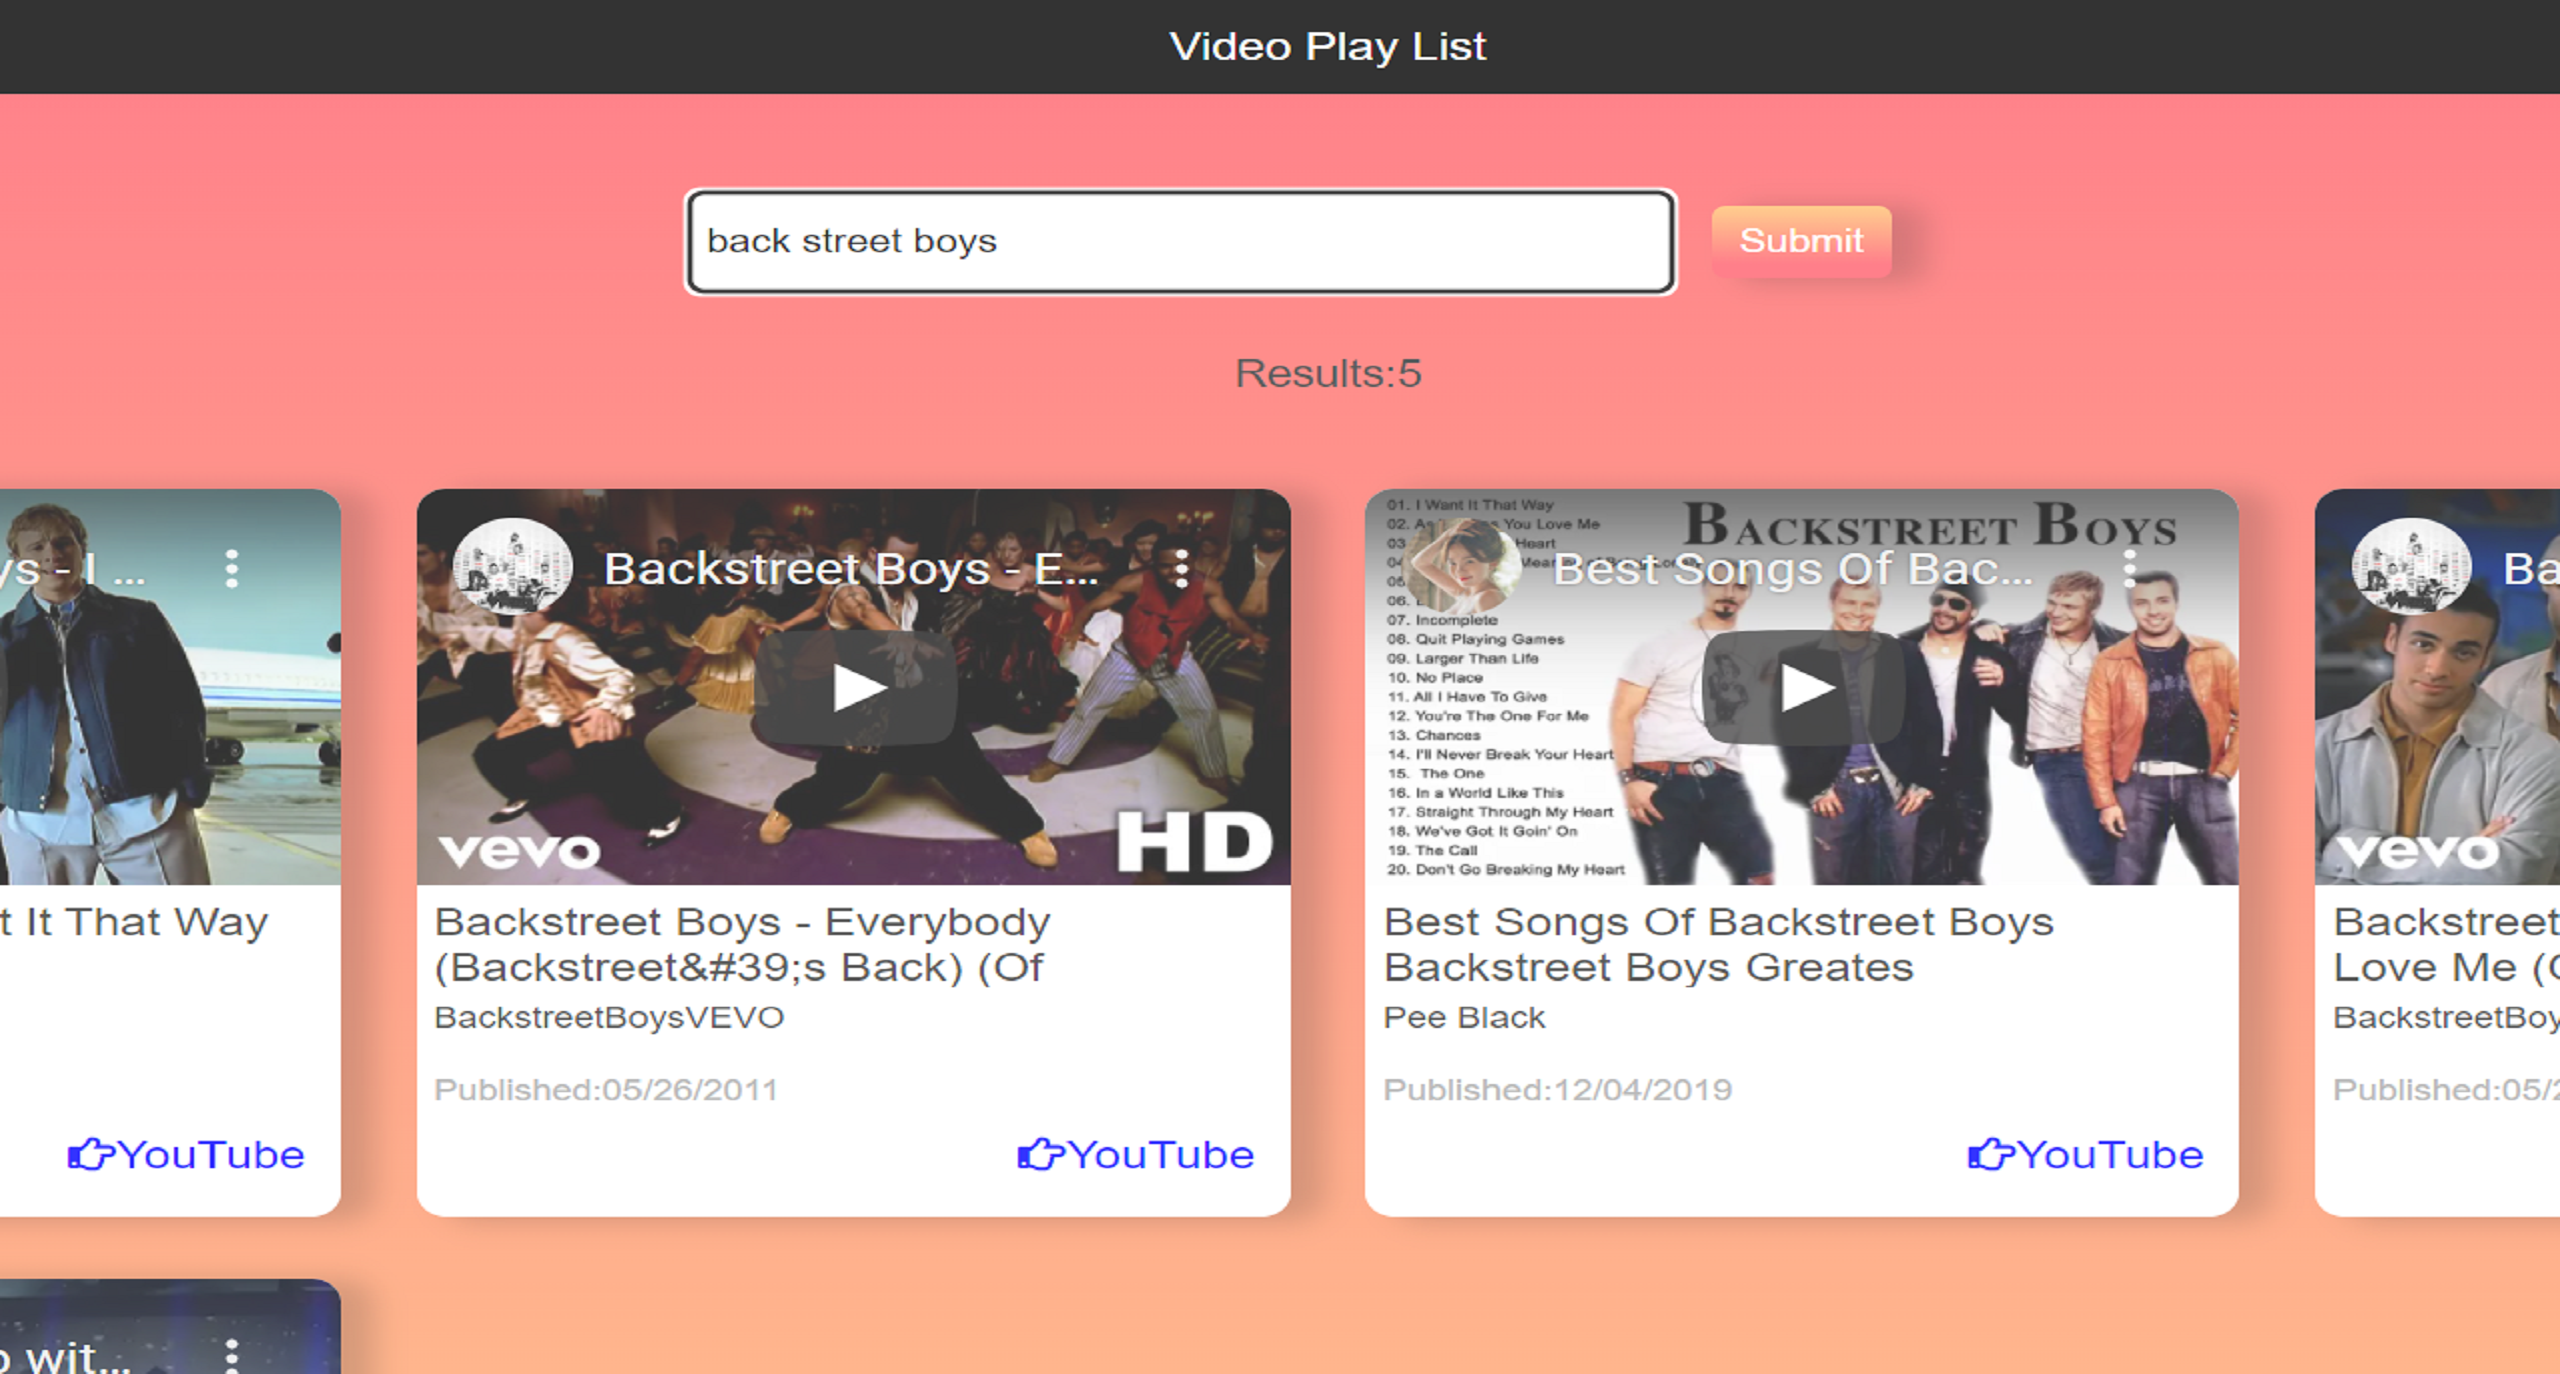 Video Play List
back street boys
Submit
Results:5
ys - I ...
t It That Way
YouTube
Backstreet Boys - E...
vevo
HD
Backstreet Boys - Everybody
(Backstreet&#39;s Back) (Of
BackstreetBoysVEVO
Published:05/26/2011
YouTube
BACKSTREET BOYS
Best Songs Of Bac...
01. I Want It That Way
02. As You Love Me
03 Heart
04
05
06.
07. Incomplete
08. Quit Playing Games
09. Larger Than Life
10. No Place
11. All I Have To Give
12. You're The One For Me
13. Chances
14. I'll Never Break Your Heart
15. The One
16. In a World Like This
17. Straight Through My Heart
18. We've Got It Goin' On
19. The Call
20. Don't Go Breaking My Heart
Best Songs Of Backstreet Boys
Backstreet Boys Greates
Pee Black
Published:12/04/2019
YouTube
Ba
vevo
Backstreet
Love Me (
BackstreetBoy
Published:05/2
wit...